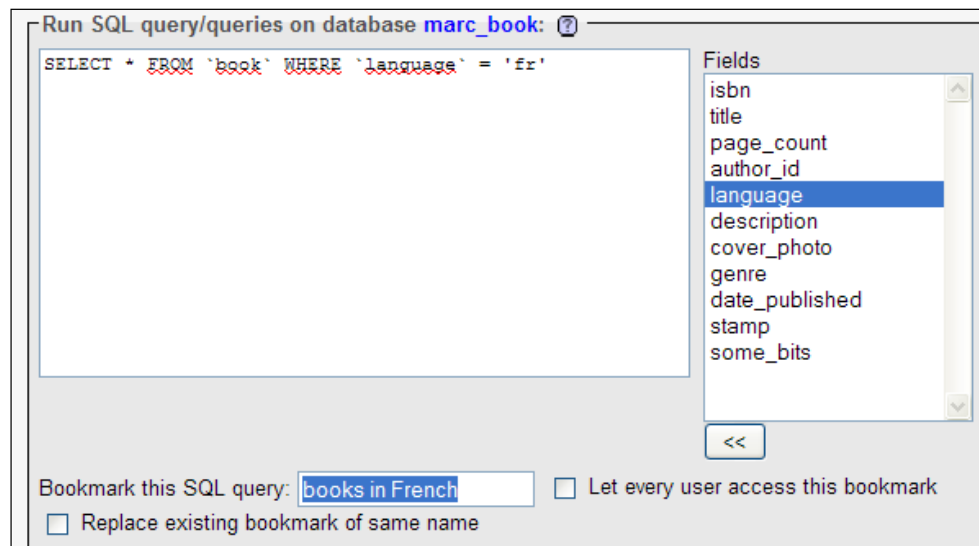 Run SQL query/queries on database marc_book: ?
SELECT * FROM `book` WHERE `language` = 'fr'
Fields
isbn
title
page_count
author_id
language
description
cover_photo
genre
date_published
stamp
some_bits
<<
Bookmark this SQL query: books in French Let every user access this bookmark
Replace existing bookmark of same name